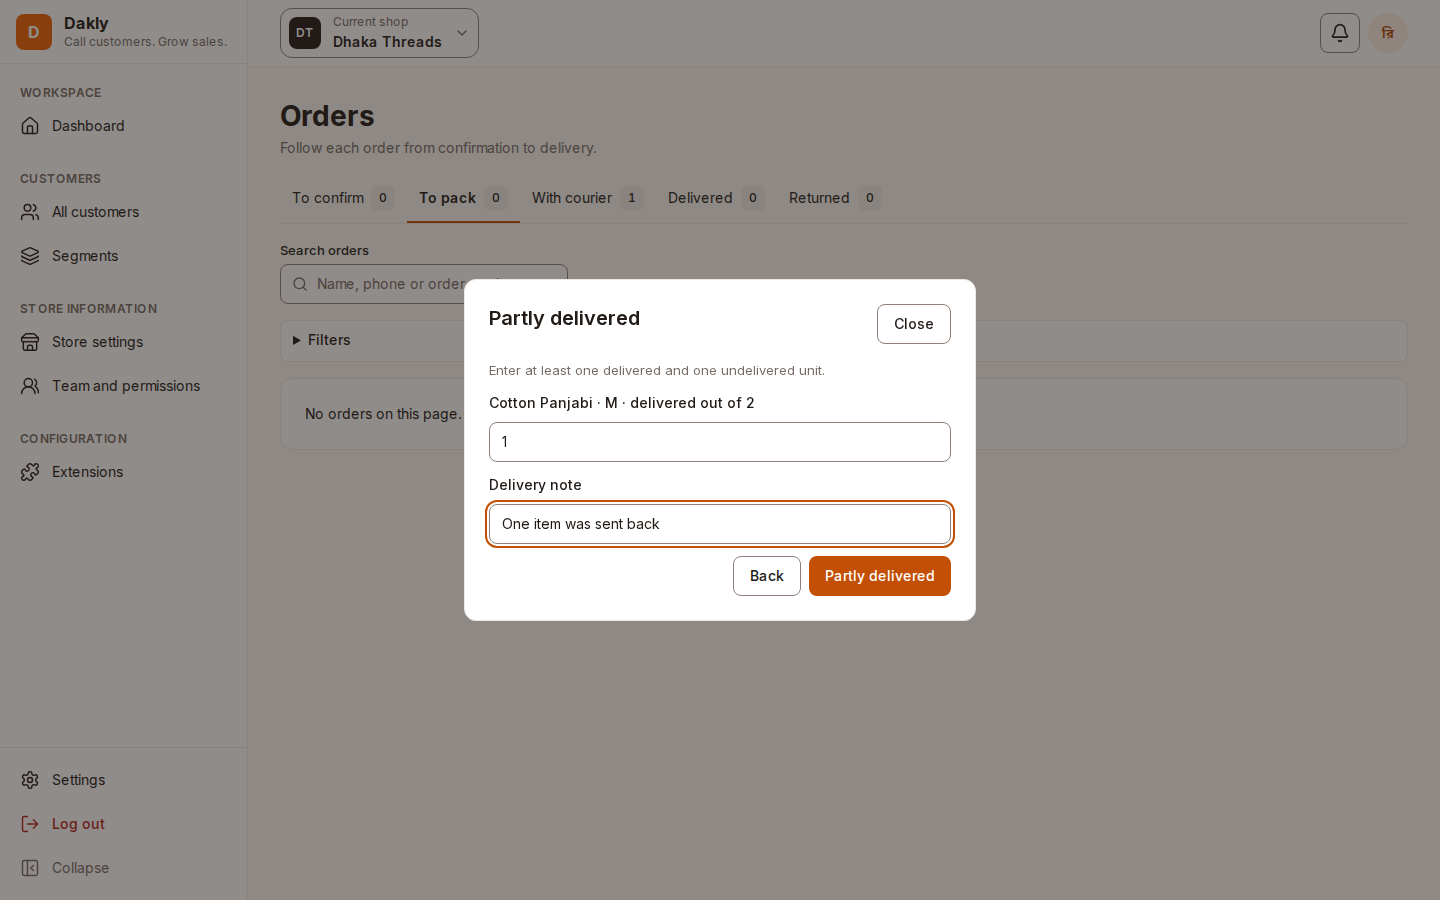 D
Dakly
Call customers. Grow sales.
DT
Current shop
Dhaka Threads
রি
WORKSPACE
Dashboard
CUSTOMERS
All customers
Segments
STORE INFORMATION
Store settings
Team and permissions
CONFIGURATION
Extensions
Settings
Log out
Collapse
Orders
Follow each order from confirmation to delivery.
To confirm 0 To pack 0 With courier 1 Delivered 0 Returned 0
Search orders
Name, phone or order
Filters
No orders on this page.
Partly delivered
Close
Enter at least one delivered and one undelivered unit.
Cotton Panjabi · M · delivered out of 2
1
Delivery note
One item was sent back
Back
Partly delivered